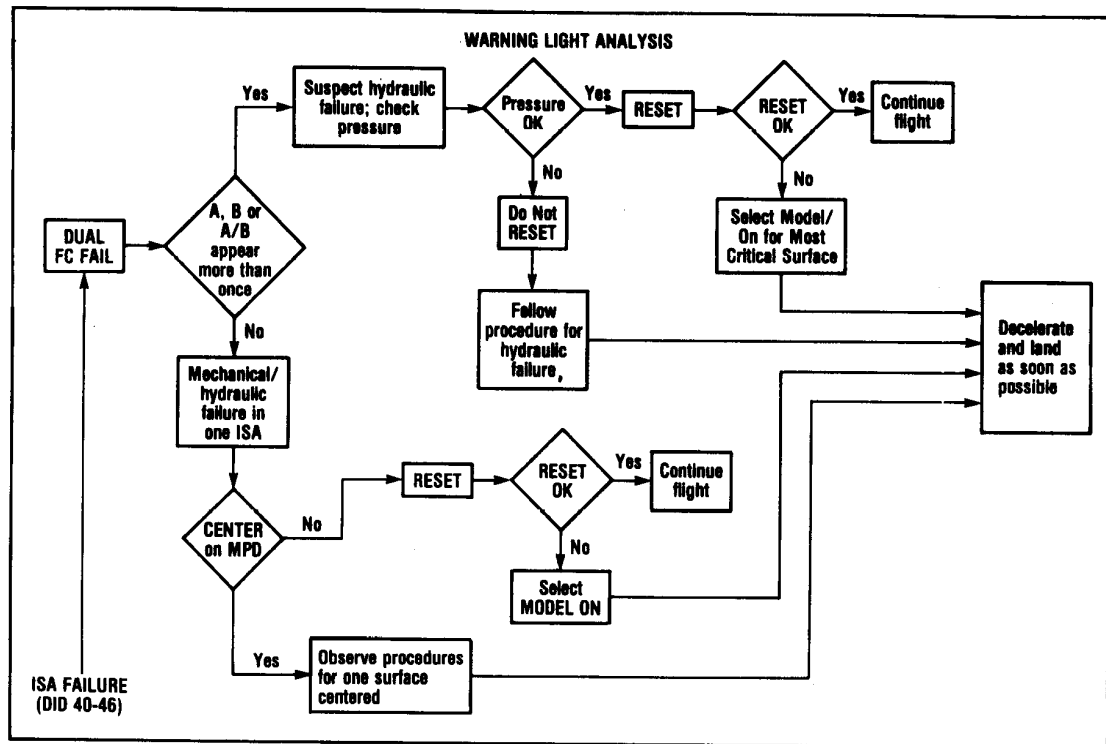 WARNING LIGHT ANALYSIS
Yes
Suspect hydraulic
failure; check
pressure
Pressure
OK
Yes
RESET
RESET
OK
Yes
Continue
flight
No
Do Not
RESET
No
Select Model/
On for Most
Critical Surface
DUAL
FC FAIL
A, B or
A/B
appear
more than
once
No
Fellow
procedure for
hydraulic
failure,
Decelerate
and land
as soon as
possible
Mechanical/
hydraulic
failure in
one ISA
CENTER
on MPD
No
RESET
RESET
OK
Yes
Continue
flight
No
Select
MODEL ON
Yes
Observe procedures
for one surface
centered
ISA FAILURE
(DID 40-46)